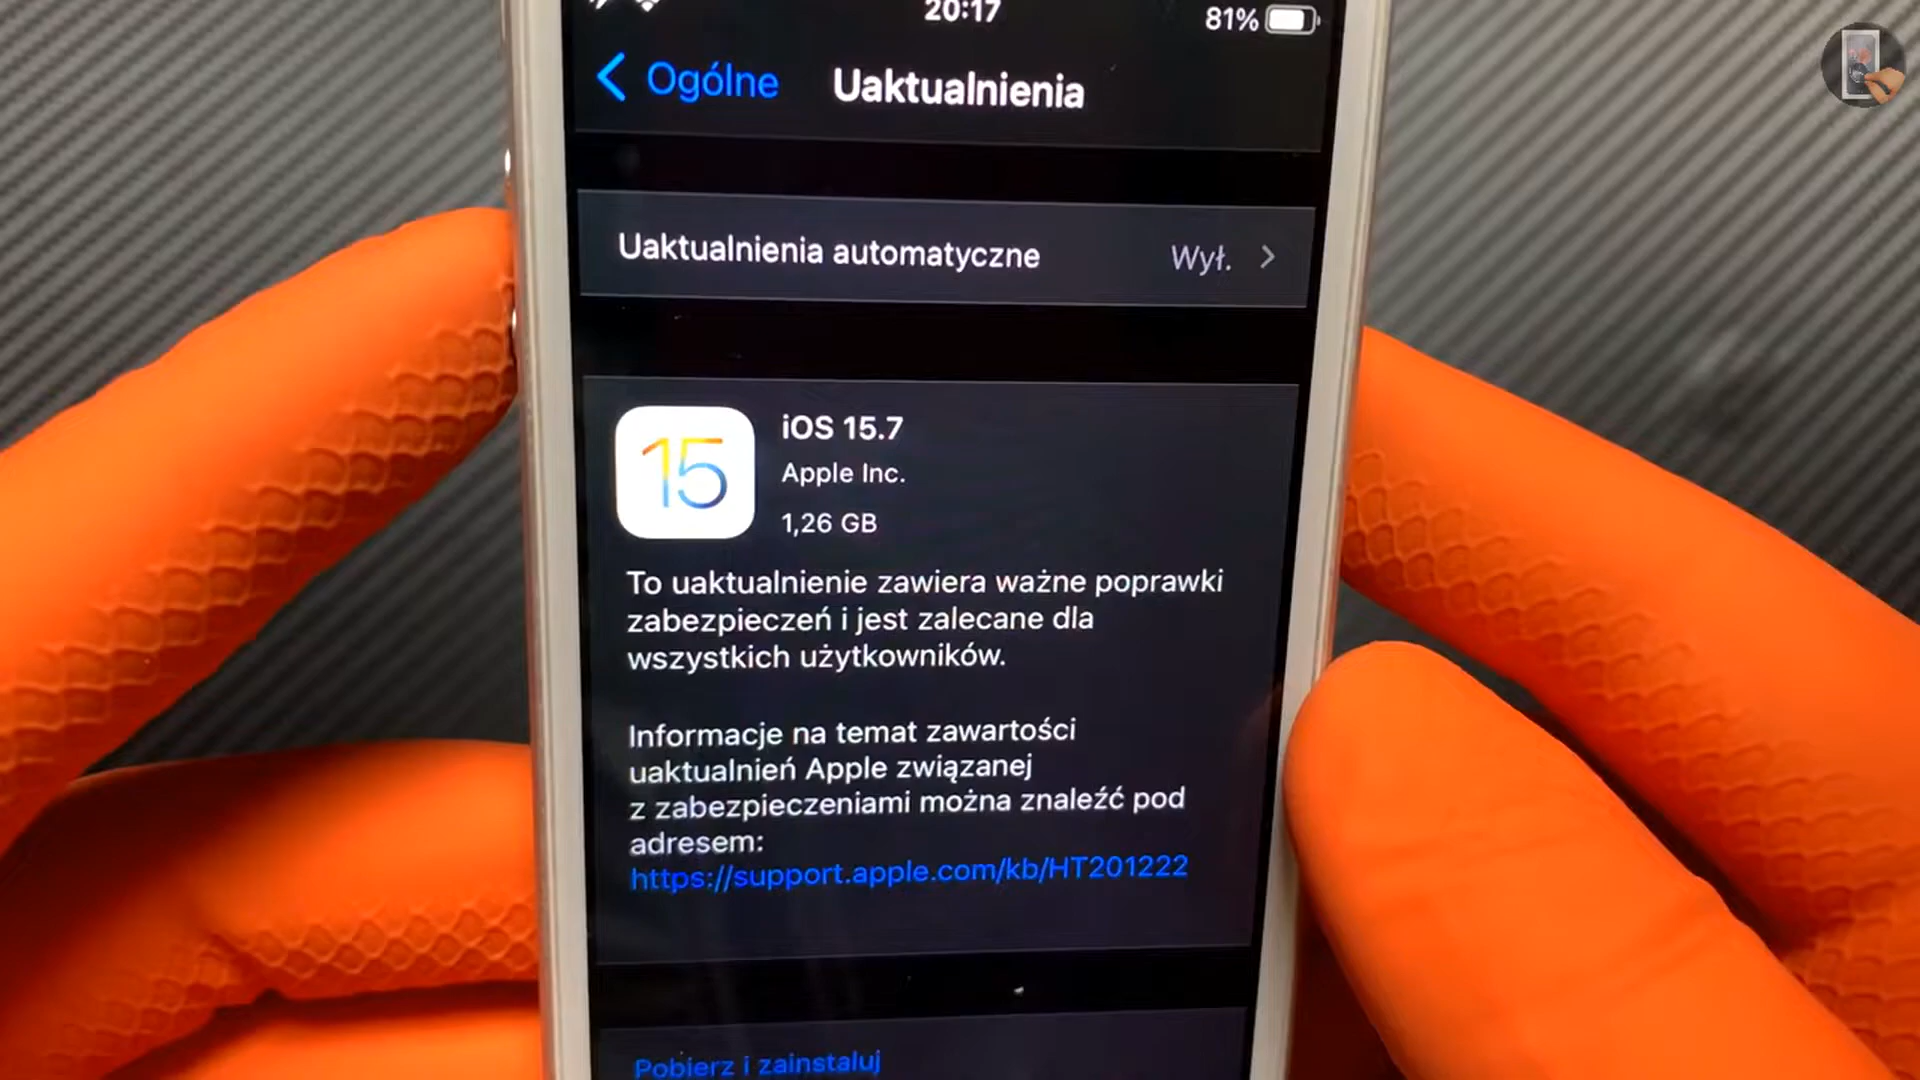 20:17
81%
Ogólne
Uaktualnienia
Uaktualnienia automatyczne Wył.
15
iOS 15.7
Apple Inc.
1,26 GB
To uaktualnienie zawiera ważne poprawki
zabezpieczeń i jest zalecane dla
wszystkich użytkowników.
Informacje na temat zawartości
uaktualnień Apple związanej
z zabezpieczeniami można znaleźć pod
adresem:
https://support.apple.com/kb/HT201222
Pobierz i zainstaluj